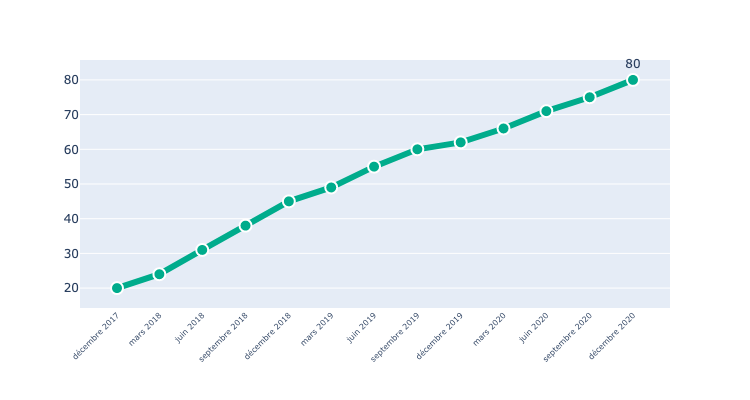 80
80
70
60
50
40
30
20
décembre 2017
mars 2018
juin 2018
septembre 2018
décembre 2018
mars 2019
juin 2019
septembre 2019
décembre 2019
mars 2020
juin 2020
septembre 2020
décembre 2020